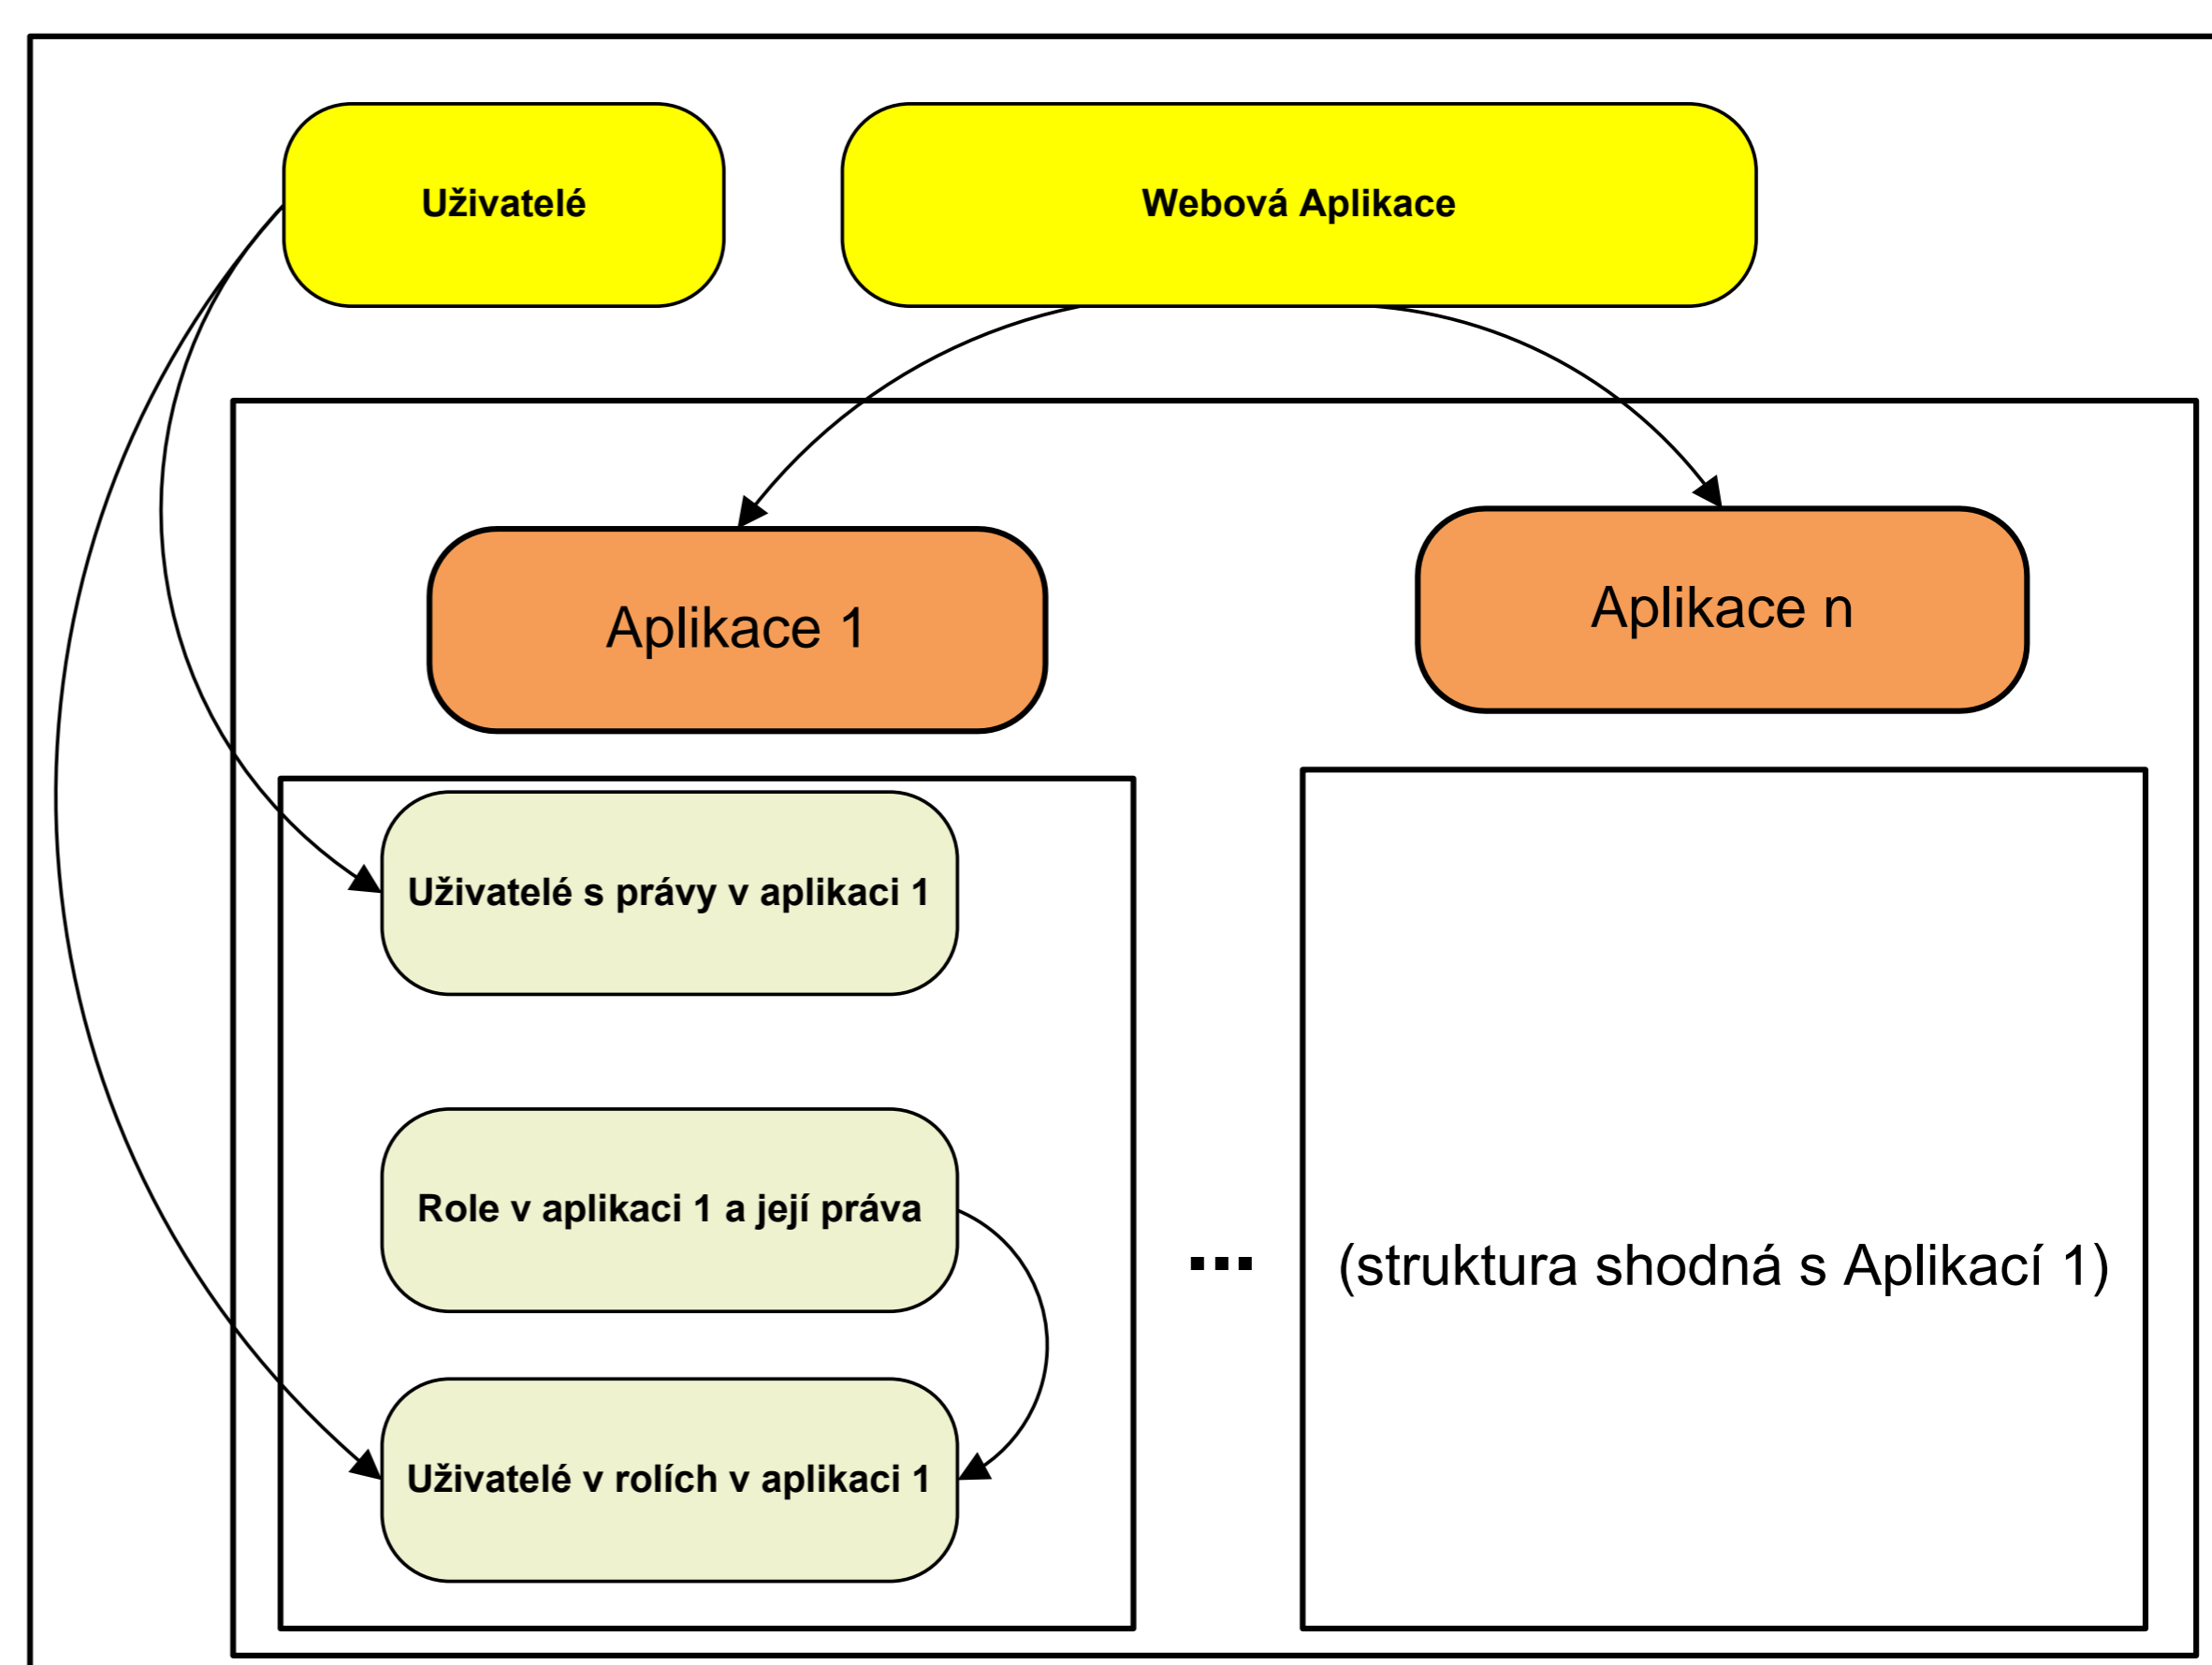 Uživatelé
Webová Aplikace
Aplikace 1
Aplikace n
Uživatelé s právy v aplikaci 1
Role v aplikaci 1 a její práva
...
(struktura shodná s Aplikací 1)
Uživatelé v rolích v aplikaci 1